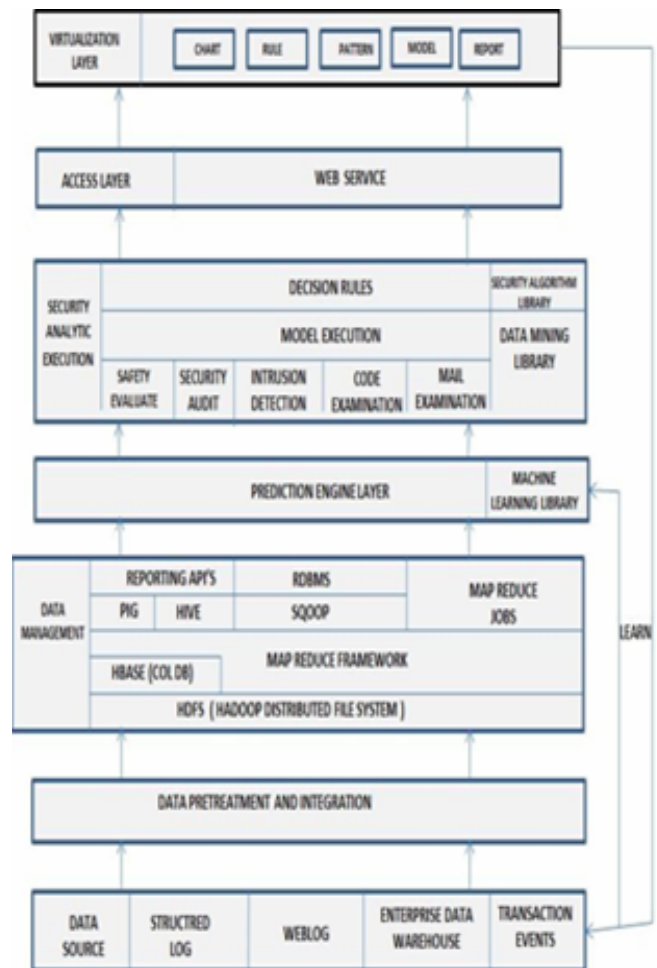 VIRTUALIZATION
LAYER
CHART
RULE
PATTERN
MODEL
REPORT
ACCESS LAYER
WEB SERVICE
SECURITY
ANALYTIC
EXECUTION
DECISION RULES
SECURITY ALGORITHM
LIBRARY
MODEL EXECUTION
DATA MINING
LIBRARY
SAFETY
EVALUATE
SECURITY
AUDIT
INTRUSION
DETECTION
CODE
EXAMINATION
MAIL
EXAMINATION
PREDICTION ENGINE LAYER
MACHINE
LEARNING LIBRARY
DATA
MANAGEMENT
REPORTING API'S
RDBMS
MAP REDUCE
JOBS
PIG
HIVE
SQOOP
MAP REDUCE FRAMEWORK
HBASE (COL DB)
HDFS ( HADOOP DISTRIBUTED FILE SYSTEM )
LEARN
DATA PRETREATMENT AND INTEGRATION
DATA
SOURCE
STRUCTRED
LOG
WEBLOG
ENTERPRISE DATA
WAREHOUSE
TRANSACTION
EVENTS